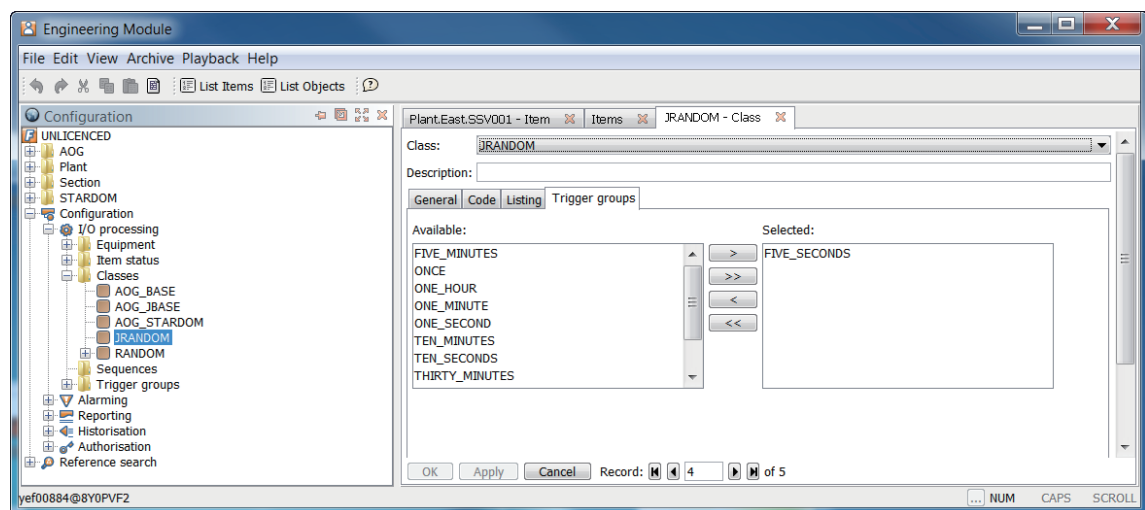 Engineering Module
File Edit View Archive Playback Help
List Items List Objects
Configuration
UNLICENCED
AOG
Plant
Section
STARDOM
Configuration
I/O processing
Equipment
Item status
Classes
AOG_BASE
AOG_JBASE
AOG_STARDOM
JRANDOM
RANDOM
Sequences
Trigger groups
Alarming
Reporting
Historisation
Authorisation
Reference search
Plant.East.SSV001 - Item Items JRANDOM - Class
Class: JRANDOM
Description:
General Code Listing Trigger groups
Available: Selected:
FIVE_MINUTES > FIVE_SECONDS
ONCE
>>
ONE_HOUR
ONE_MINUTE <
ONE_SECOND <<
TEN_MINUTES
TEN_SECONDS
THIRTY_MINUTES
OK Apply Cancel Record: 4 of 5
yef00884@8Y0PVF2 ... NUM CAPS SCROLL